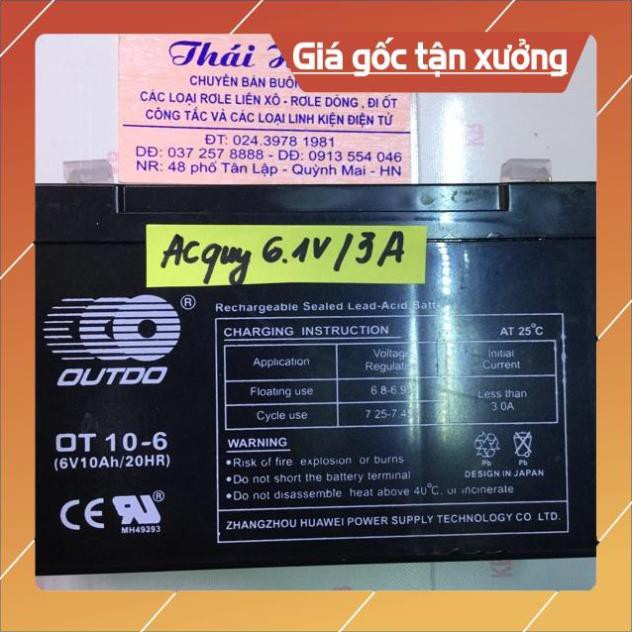 Giá gốc tận xưởng
Thái
CHUYÊN BÁN BUÔN
CÁC LOẠI RƠLE LIÊN XÔ - RƠLE DÒNG , ĐI ỐT
CÔNG TẮC VÀ CÁC LOẠI LINH KIỆN ĐIỆN TỬ
ĐT: 024.3978 1981
DĐ: 037 257 8888 - DĐ: 0913 554 046
NR: 48 phố Tân Lập - Quỳnh Mai - HN
Acquy 6.1V/3A
Rechargeable Sealed Lead-Acid
CHARGING INSTRUCTION AT 25°C
Application Voltage Regulation Initial Current
Floating use 6.8-6.9 Less than 3.0A
Cycle use 7.25-7.4
OUTDO ®
OT 10-6
(6V10Ah/20HR)
CE ®
MH49393
WARNING
•Risk of fire explosion or burns
•Do not short the battery terminal
•Do not disassemble heat above 40°C. or incinerate
Pb Pb
DESIGN IN JAPAN
ZHANGZHOU HUAWEI POWER SUPPLY TECHNOLOGY CO LTD.